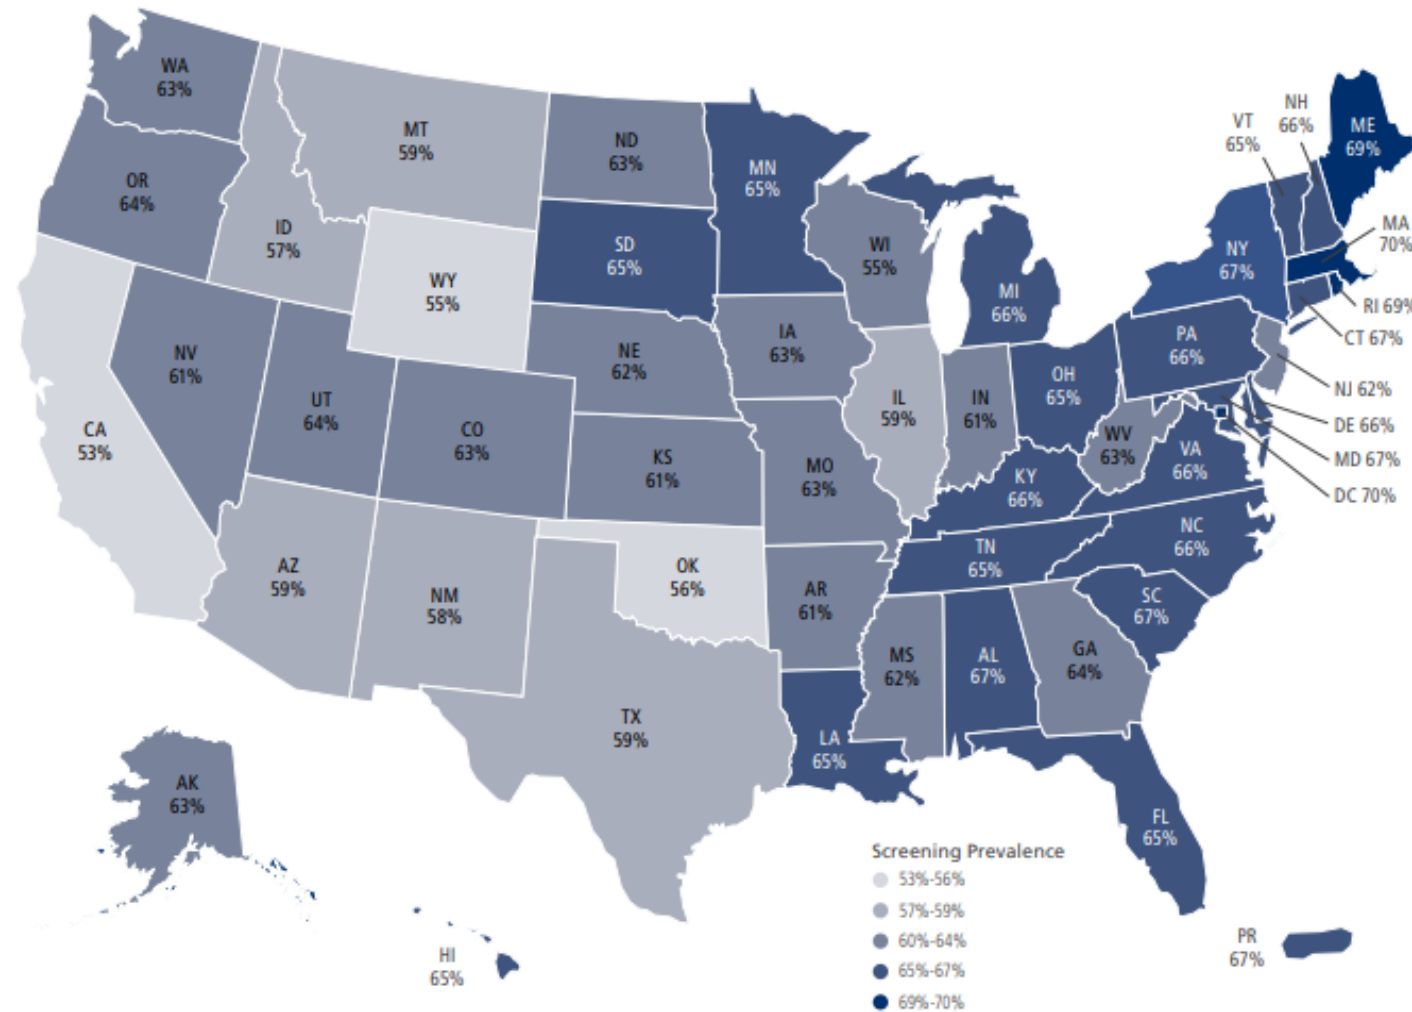 WA
63%
OR
64%
CA
53%
NV
61%
ID
57%
MT
59%
WY
55%
UT
64%
CO
63%
AZ
59%
NM
58%
ND
63%
SD
65%
NE
62%
KS
61%
OK
56%
TX
59%
MN
65%
IA
63%
MO
63%
AR
61%
LA
65%
WI
55%
IL
59%
MI
66%
IN
61%
OH
65%
KY
66%
TN
65%
MS
62%
AL
67%
GA
64%
FL
65%
SC
67%
NC
66%
VA
66%
WV
63%
PA
66%
NY
67%
VT
65%
NH
66%
ME
69%
MA
70%
RI 69%
CT 67%
NJ 62%
DE 66%
MD 67%
DC 70%
AK
63%
HI
65%
PR
67%
Screening Prevalence
53%-56%
57%-59%
60%-64%
65%-67%
69%-70%